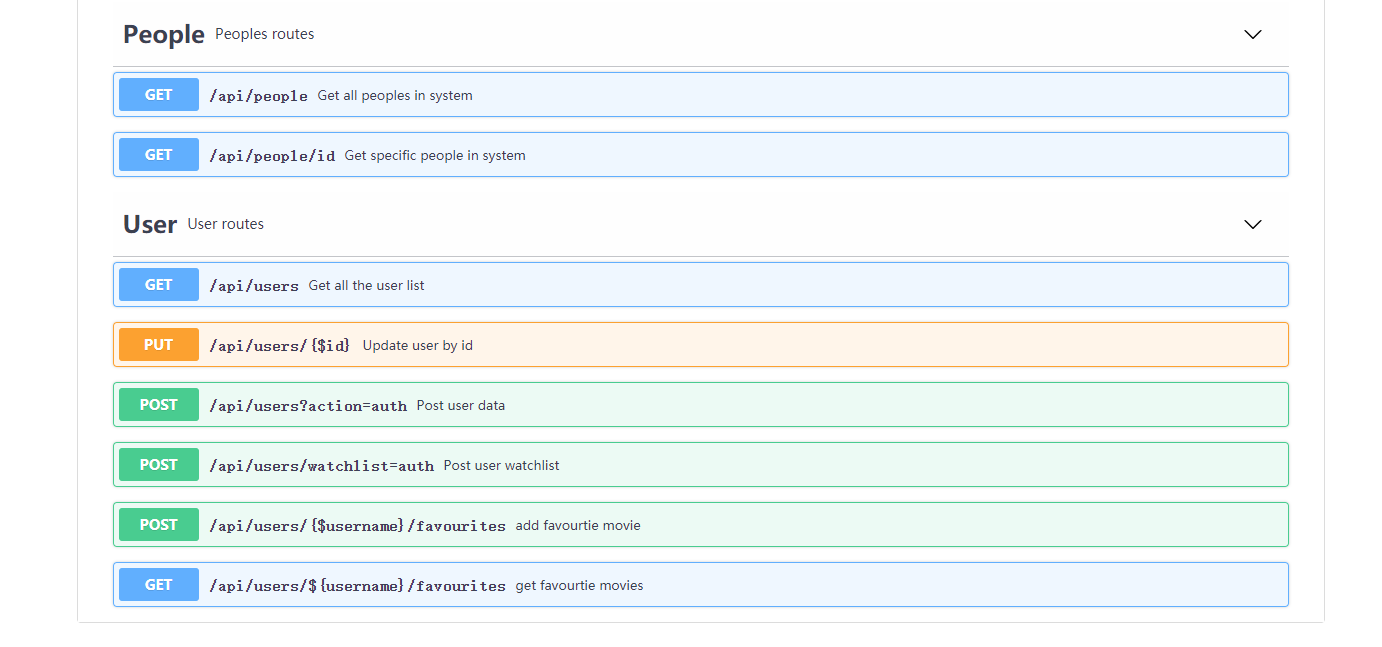 People Peoples routes
GET /api/people Get all peoples in system
GET /api/people/id Get specific people in system
User User routes
GET /api/users Get all the user list
PUT /api/users/{$id} Update user by id
POST /api/users?action=auth Post user data
POST /api/users/watchlist=auth Post user watchlist
POST /api/users/{$username}/favourites add favourtie movie
GET /api/users/${username}/favourites get favourtie movies